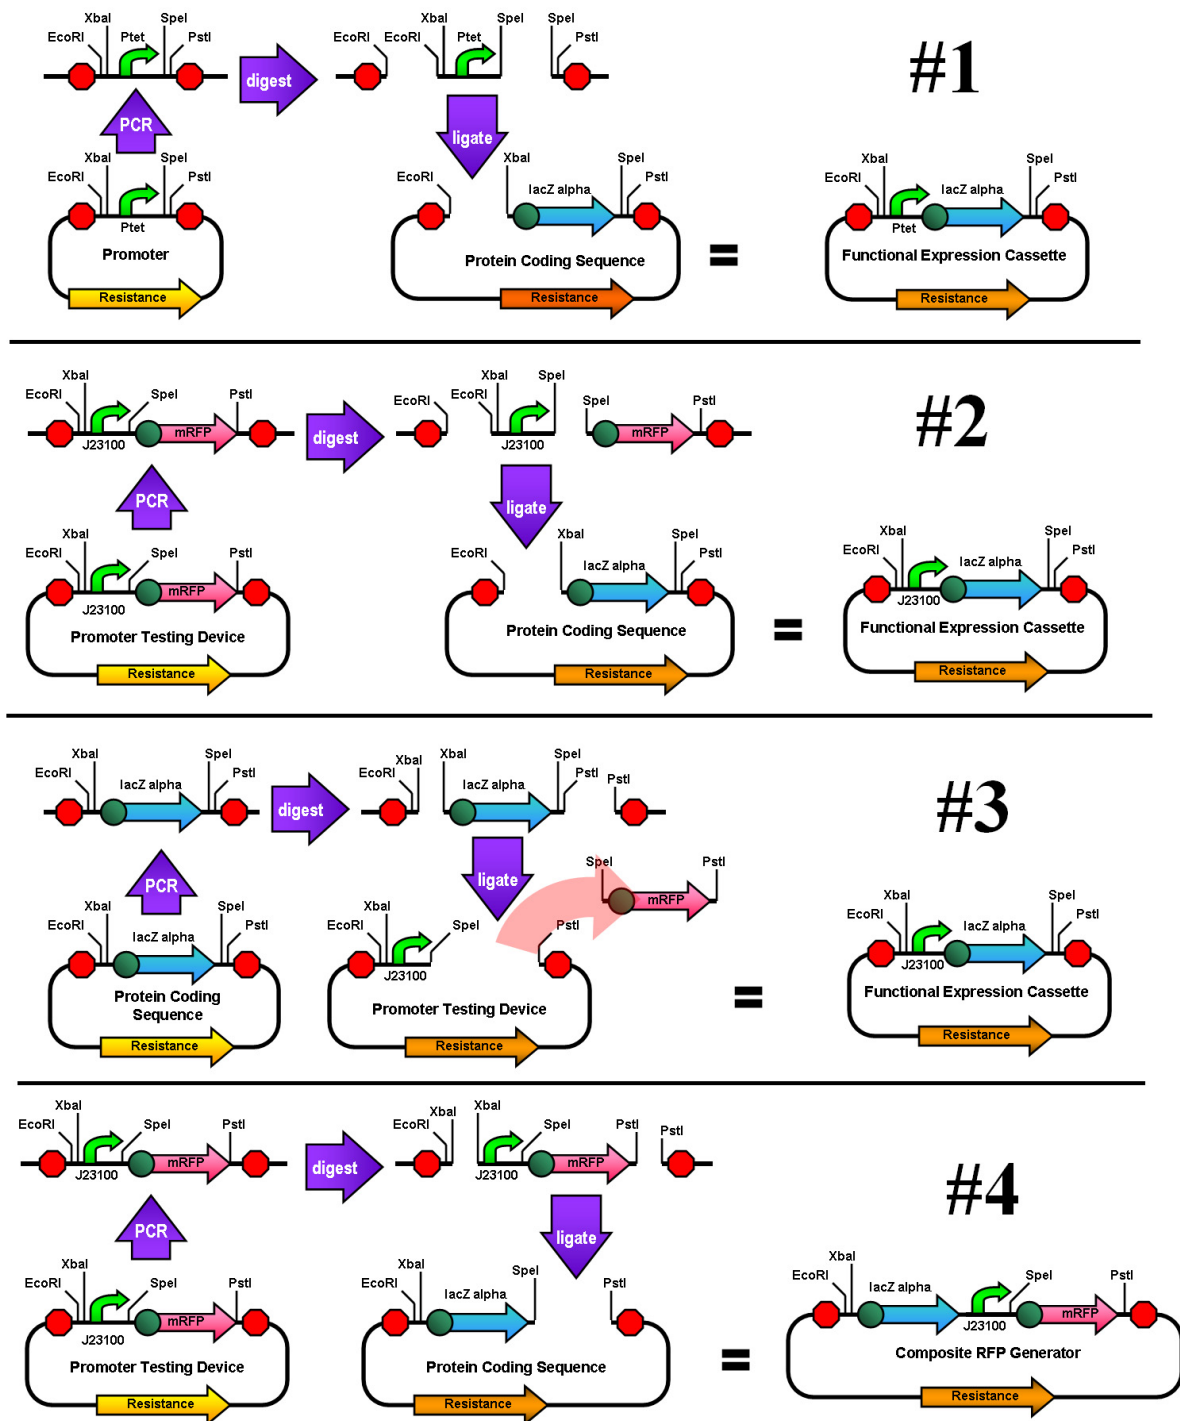 XbaI SpeI XbaI SpeI
EcoRI Ptet PstI EcoRI EcoRI Ptet PstI
#1
digest
PCR
ligate
XbaI SpeI XbaI SpeI XbaI SpeI
EcoRI PstI EcoRI lacZ alpha PstI EcoRI lacZ alpha PstI
Ptet Ptet
Promoter Protein Coding Sequence = Functional Expression Cassette
Resistance Resistance Resistance
XbaI XbaI SpeI
EcoRI SpeI PstI EcoRI EcoRI SpeI PstI
#2
mRFP digest mRFP
J23100 J23100
PCR
ligate
XbaI XbaI SpeI XbaI SpeI
EcoRI SpeI PstI EcoRI lacZ alpha PstI EcoRI lacZ alpha PstI
mRFP
J23100 J23100
Promoter Testing Device Protein Coding Sequence = Functional Expression Cassette
Resistance Resistance Resistance
XbaI SpeI XbaI XbaI SpeI
EcoRI lacZ alpha PstI EcoRI lacZ alpha PstI PstI
#3
digest
PCR
ligate
SpeI PstI
mRFP
XbaI SpeI XbaI XbaI SpeI
EcoRI lacZ alpha PstI EcoRI SpeI PstI EcoRI lacZ alpha PstI
J23100 J23100
Protein Coding
Sequence
Promoter Testing Device = Functional Expression Cassette
Resistance Resistance Resistance
XbaI XbaI XbaI
EcoRI SpeI PstI EcoRI SpeI PstI PstI
#4
mRFP digest mRFP
J23100 J23100
PCR
ligate
XbaI XbaI SpeI XbaI
EcoRI SpeI PstI EcoRI lacZ alpha PstI EcoRI lacZ alpha SpeI PstI
mRFP mRFP
J23100 J23100
Promoter Testing Device Protein Coding Sequence = Composite RFP Generator
Resistance Resistance Resistance